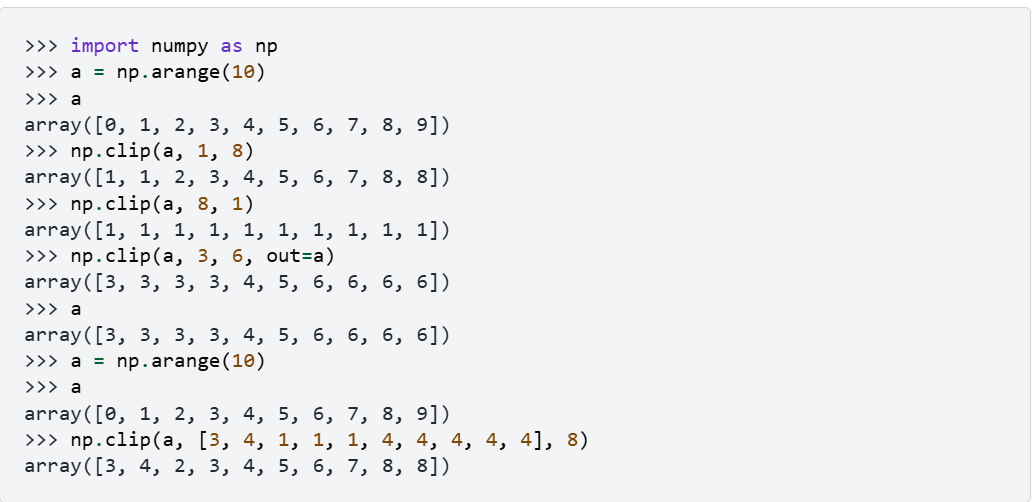 >>> import numpy as np
>>> a = np.arange(10)
>>> a
array([0, 1, 2, 3, 4, 5, 6, 7, 8, 9])
>>> np.clip(a, 1, 8)
array([1, 1, 2, 3, 4, 5, 6, 7, 8, 8])
>>> np.clip(a, 8, 1)
array([1, 1, 1, 1, 1, 1, 1, 1, 1, 1])
>>> np.clip(a, 3, 6, out=a)
array([3, 3, 3, 3, 4, 5, 6, 6, 6, 6])
>>> a
array([3, 3, 3, 3, 4, 5, 6, 6, 6, 6])
>>> a = np.arange(10)
>>> a
array([0, 1, 2, 3, 4, 5, 6, 7, 8, 9])
>>> np.clip(a, [3, 4, 1, 1, 1, 4, 4, 4, 4, 4], 8)
array([3, 4, 2, 3, 4, 5, 6, 7, 8, 8])